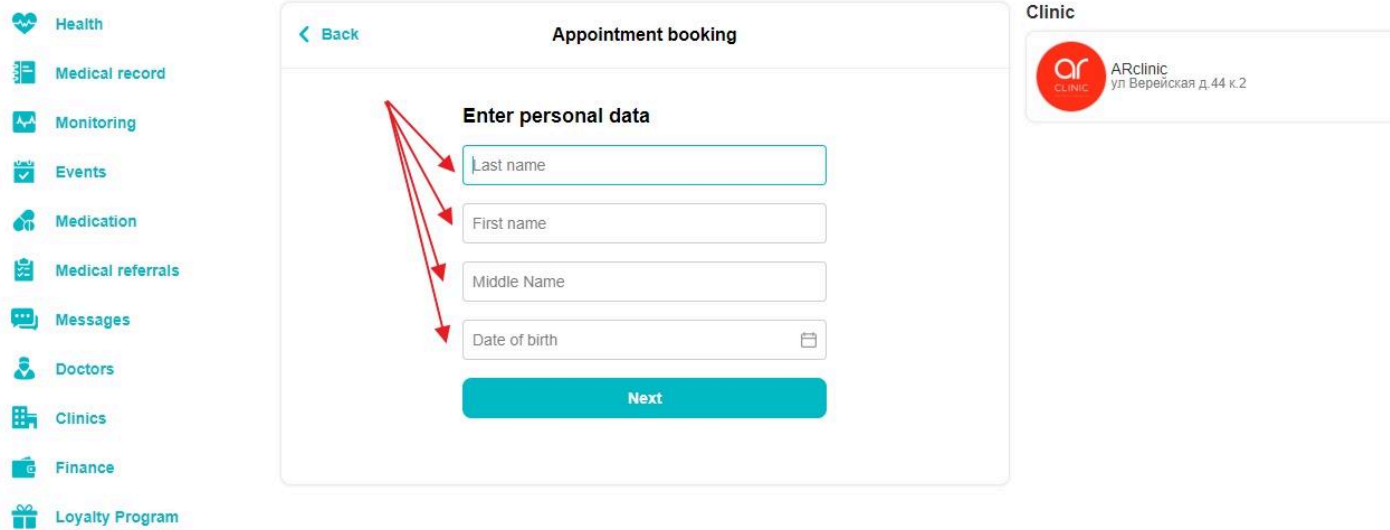 Health
Medical record
Monitoring
Events
Medication
Medical referrals
Messages
Doctors
Clinics
Finance
Loyalty Program
Back
Appointment booking
Enter personal data
Last name
First name
Middle Name
Date of birth
Next
Clinic
ar
CLINIC
ARclinic
ул Верейская д.44 к.2